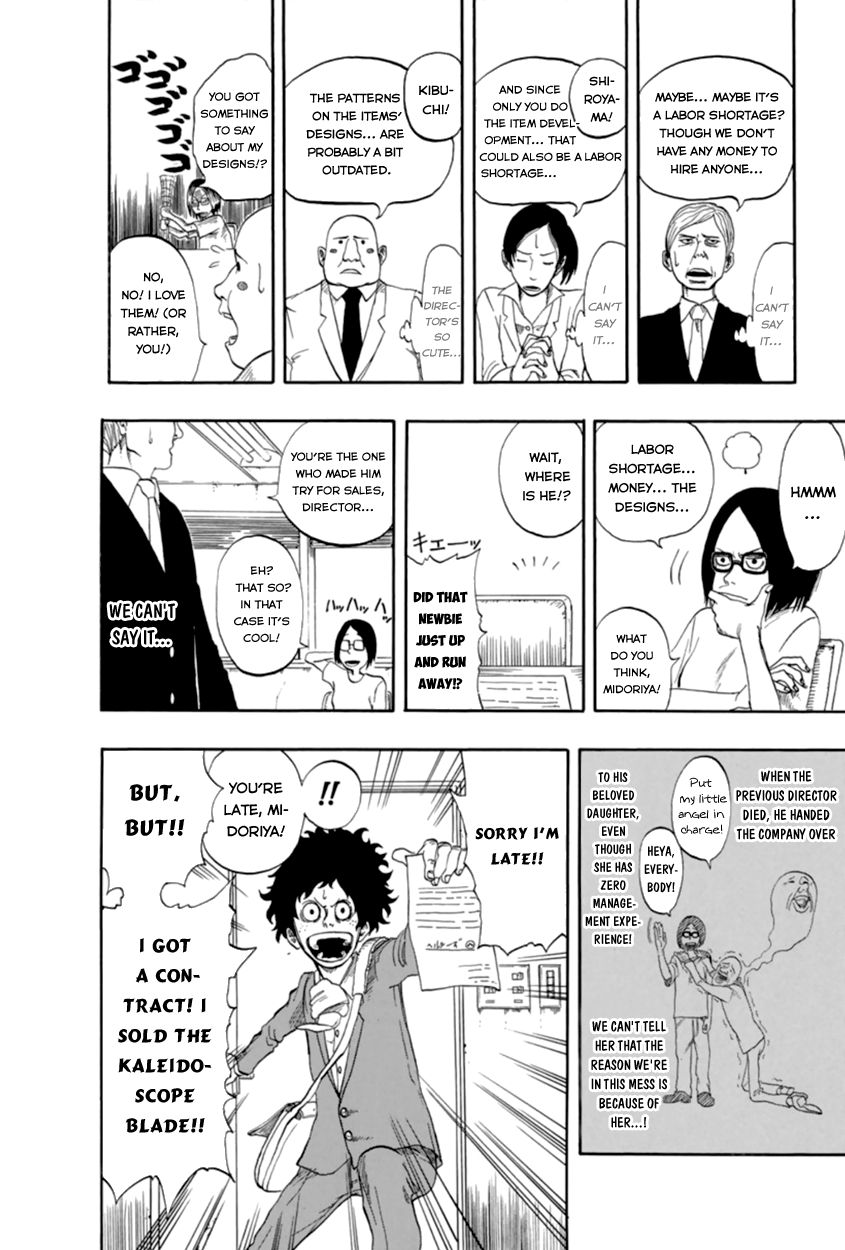 MAYBE... MAYBE IT'S
A LABOR SHORTAGE?
THOUGH WE DON'T
HAVE ANY MONEY TO
HIRE ANYONE...
I
CAN'T
SAY
IT...
SHI-
ROYA-
MA!
AND SINCE
ONLY YOU DO
THE ITEM DEVEL-
OPMENT... THAT
COULD ALSO BE A LABOR
SHORTAGE...
I
CAN'T
SAY
IT...
KIBU-
CHI!
THE PATTERNS
ON THE ITEMS'
DESIGNS... ARE
PROBABLY A BIT
OUTDATED.
THE
DIREC-
TOR'S
SO
CUTE...
YOU GOT
SOMETHING
TO SAY
ABOUT MY
DESIGNS!?
ゴゴゴゴゴ
NO,
NO! I LOVE
THEM! (OR
RATHER,
YOU!)
HMMM
...
LABOR
SHORTAGE...
MONEY... THE
DESIGNS...
WHAT
DO YOU
THINK,
MIDORIYA!
WAIT,
WHERE
IS HE!?
キエーッ
DID THAT
NEWBIE
JUST UP
AND RUN
AWAY!?
YOU'RE THE ONE
WHO MADE HIM
TRY FOR SALES,
DIRECTOR...
EH?
THAT SO?
IN THAT
CASE IT'S
COOL!
ハッハッハッ
WE CAN'T
SAY IT...
WHEN THE
PREVIOUS DIRECTOR
DIED, HE HANDED
THE COMPANY OVER
Put
my little
angel in
charge!
HEYA,
EVERY-
BODY!
TO HIS
BELOVED
DAUGHTER,
EVEN
THOUGH
SHE HAS
ZERO
MANAGE-
MENT EXPE-
RIENCE!
WE CAN'T TELL
HER THAT THE
REASON WE'RE
IN THIS MESS IS
BECAUSE OF
HER...!
SORRY I'M
LATE!!
!!
YOU'RE
LATE, MI-
DORIYA!
BUT,
BUT!!
I GOT
A CON-
TRACT! I
SOLD THE
KALEIDO-
SCOPE
BLADE!!